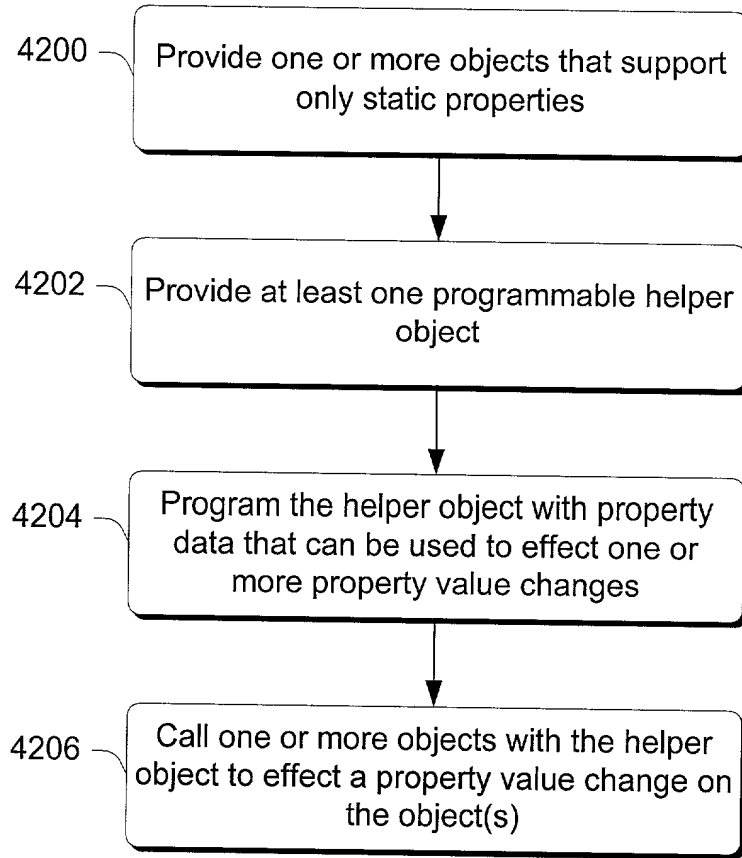 4200
Provide one or more objects that support
only static properties
4202
Provide at least one programmable helper
object
4204
Program the helper object with property
data that can be used to effect one or
more property value changes
4206
Call one or more objects with the helper
object to effect a property value change on
the object(s)